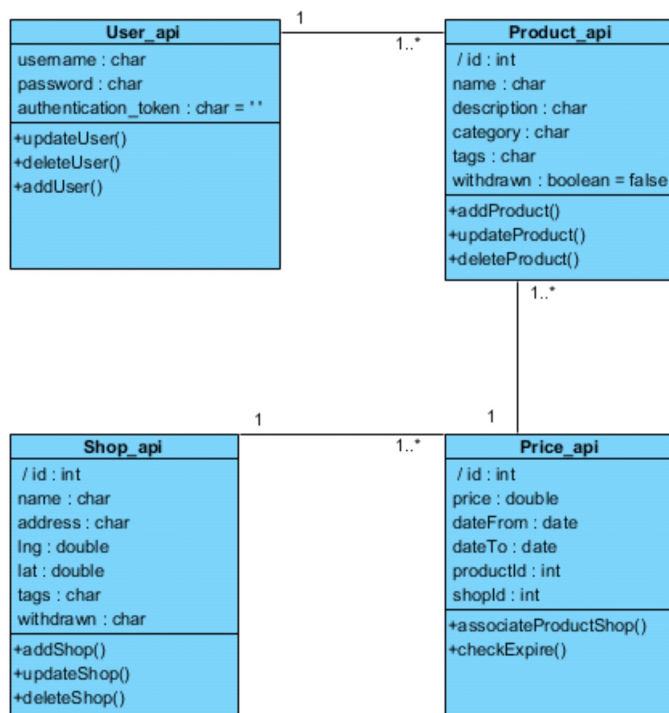 User_api
username : char
password : char
authentication_token : char = ' '
+updateUser()
+deleteUser()
+addUser()
1
1..*
Product_api
/ id : int
name : char
description : char
category : char
tags : char
withdrawn : boolean = false
+addProduct()
+updateProduct()
+deleteProduct()
1..*
1
Shop_api
/ id : int
name : char
address : char
lng : double
lat : double
tags : char
withdrawn : char
+addShop()
+updateShop()
+deleteShop()
1
1..*
Price_api
/ id : int
price : double
dateFrom : date
dateTo : date
productId : int
shopId : int
+associateProductShop()
+checkExpire()